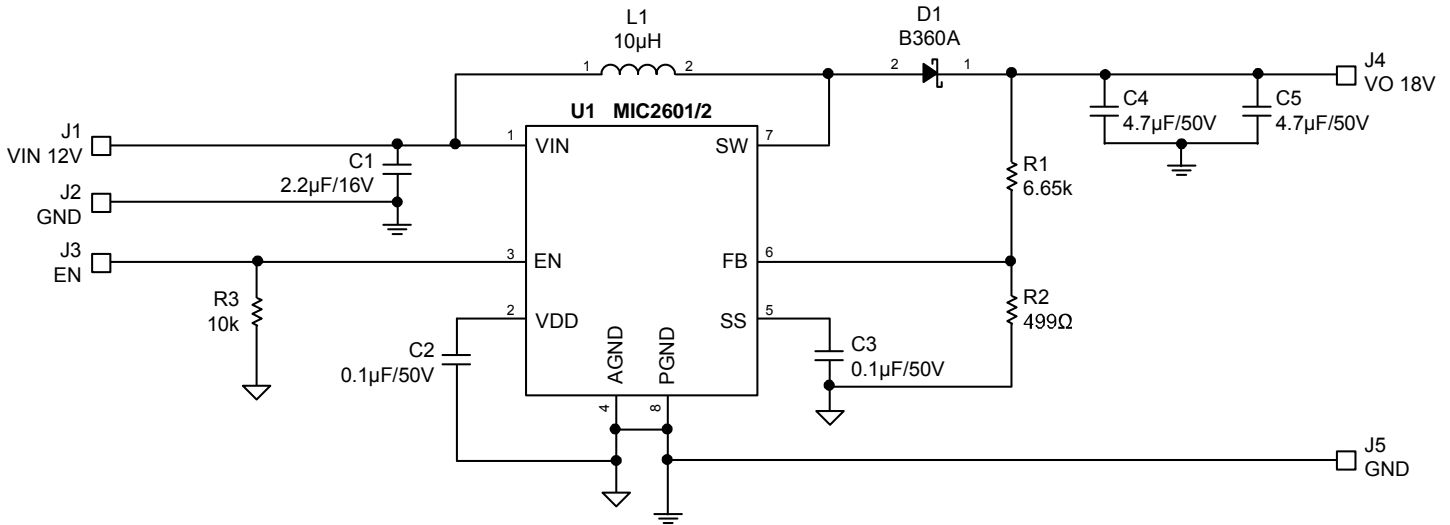 L1
10µH
1
2
D1
B360A
2
1
J4
VO 18V
C4
4.7µF/50V
C5
4.7µF/50V
U1 MIC2601/2
J1
VIN 12V
1
VIN
SW
7
C1
2.2µF/16V
R1
6.65k
J2
GND
J3
EN
3
EN
FB
6
R3
10k
2
VDD
SS
5
R2
499Ω
C2
0.1µF/50V
AGND
PGND
C3
0.1µF/50V
4
8
J5
GND